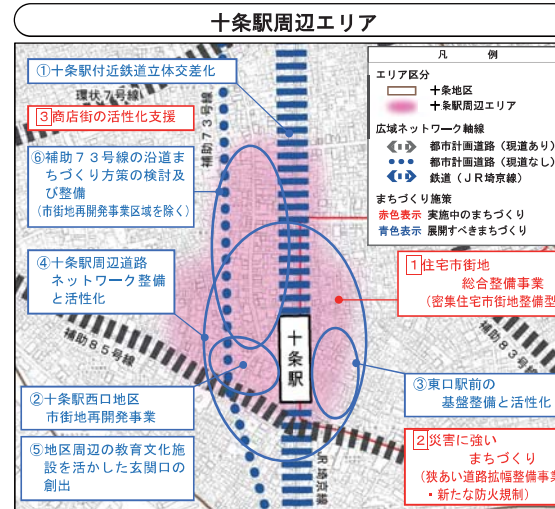 十条駅周辺エリア
①十条駅付近鉄道立体交差化
環状7号線
3 商店街の活性化支援
補助73号線
⑥補助73号線の沿道ま
ちづくり方策の検討及
び整備
(市街地再開発事業区域を除く)
④十条駅周辺道路
ネットワーク整備
と活性化
補助85号線
②十条駅西口地区
市街地再開発事業
⑤地区周辺の教育文化施
設を活かした玄関口の
創出
十条駅
JR埼京線
凡 例
エリア区分
十条地区
十条駅周辺エリア
広域ネットワーク軸線
都市計画道路(現道あり)
都市計画道路(現道なし)
鉄道(JR埼京線)
まちづくり施策
赤色表示 実施中のまちづくり
青色表示 展開すべきまちづくり
1 住宅市街地
総合整備事業
(密集住宅市街地整備型
補助83号線
③東口駅前の
基盤整備と活性化
2 災害に強い
まちづくり
(狭あい道路拡幅整備事業
・新たな防火規制)